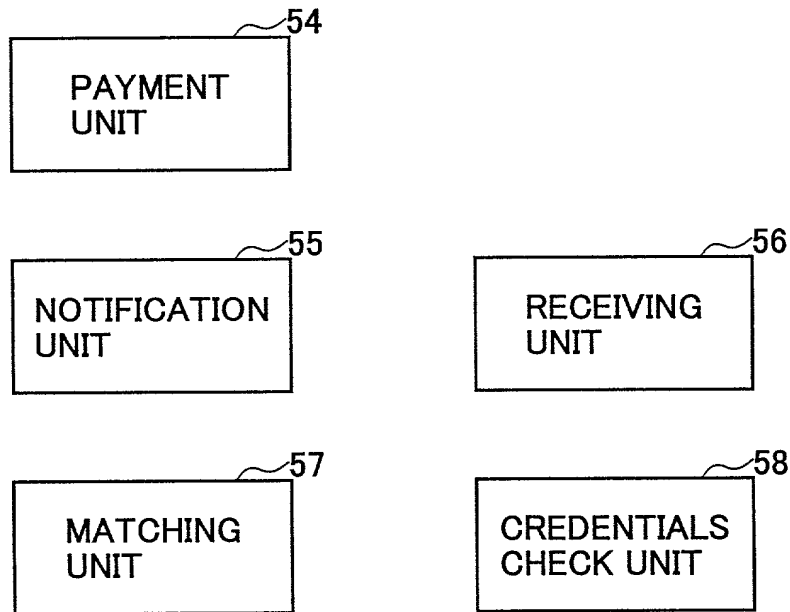 54
PAYMENT
UNIT
55
NOTIFICATION
UNIT
56
RECEIVING
UNIT
57
MATCHING
UNIT
58
CREDENTIALS
CHECK UNIT